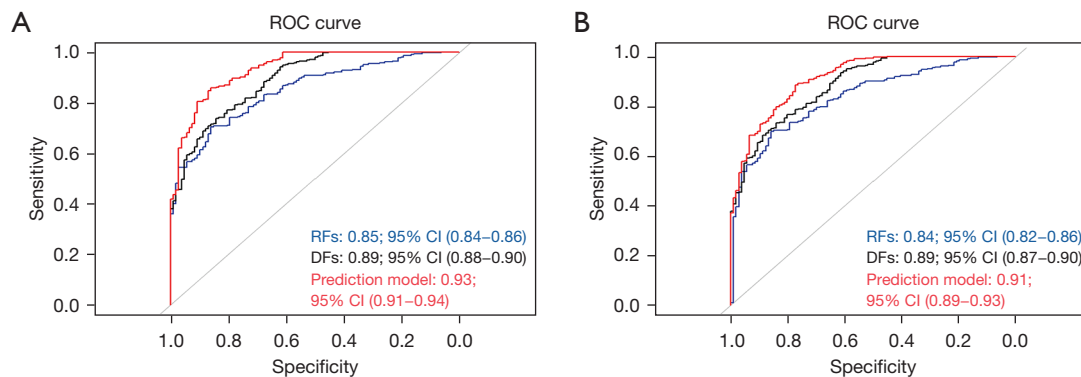 A
ROC curve
1.0
0.8
0.6
0.4
0.2
0.0
Sensitivity
RFs: 0.85; 95% CI (0.84–0.86)
DFs: 0.89; 95% CI (0.88–0.90)
Prediction model: 0.93;
95% CI (0.91–0.94)
1.0 0.8 0.6 0.4 0.2 0.0
Specificity
B
ROC curve
1.0
0.8
0.6
0.4
0.2
0.0
Sensitivity
RFs: 0.84; 95% CI (0.82–0.86)
DFs: 0.89; 95% CI (0.87–0.90)
Prediction model: 0.91;
95% CI (0.89–0.93)
1.0 0.8 0.6 0.4 0.2 0.0
Specificity